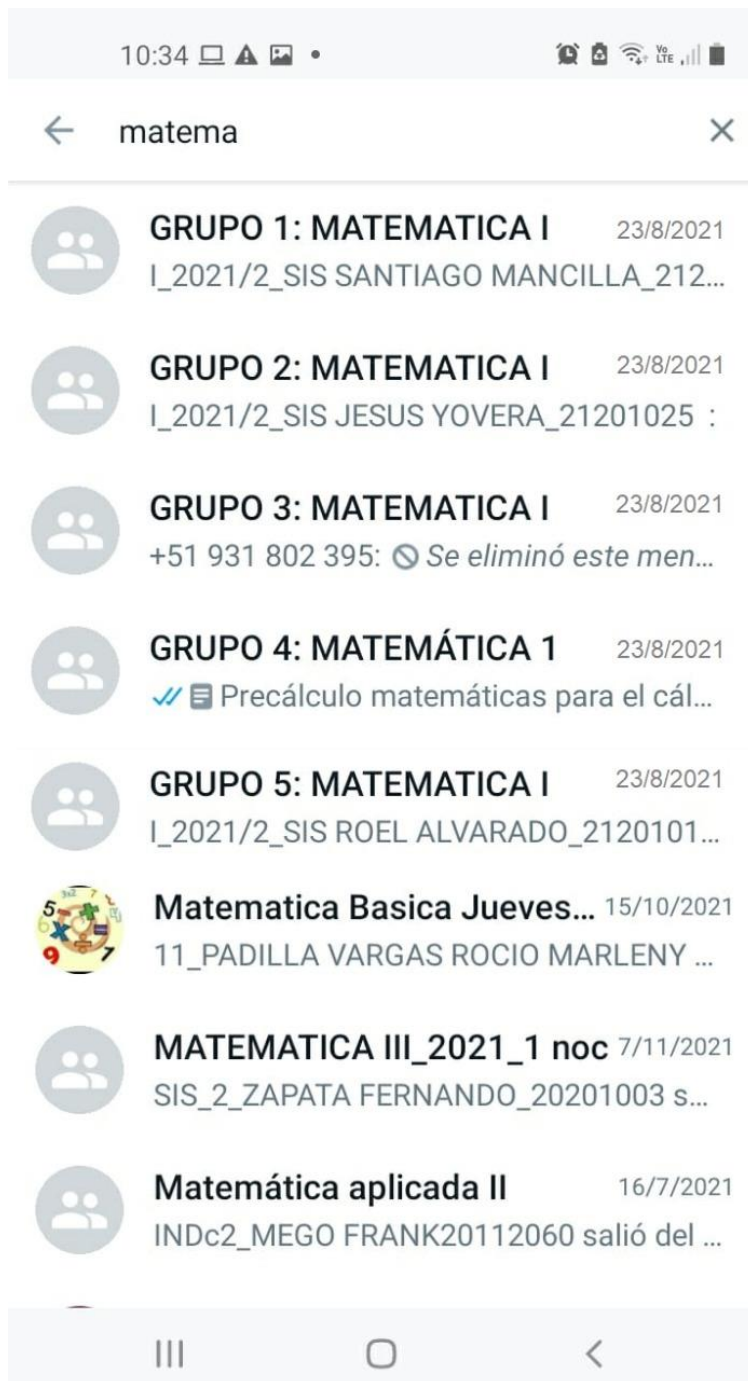 10:34 Vo LTE
matema
GRUPO 1: MATEMATICA I 23/8/2021
I_2021/2_SIS SANTIAGO MANCILLA_212...
GRUPO 2: MATEMATICA I 23/8/2021
I_2021/2_SIS JESUS YOVERA_21201025 :
GRUPO 3: MATEMATICA I 23/8/2021
+51 931 802 395: Se eliminó este men...
GRUPO 4: MATEMÁTICA 1 23/8/2021
Precálculo matemáticas para el cál...
GRUPO 5: MATEMATICA I 23/8/2021
I_2021/2_SIS ROEL ALVARADO_2120101...
Matematica Basica Jueves... 15/10/2021
11_PADILLA VARGAS ROCIO MARLENY ...
MATEMATICA III_2021_1 noc 7/11/2021
SIS_2_ZAPATA FERNANDO_20201003 s...
Matemática aplicada II 16/7/2021
INDc2_MEGO FRANK20112060 salió del ...